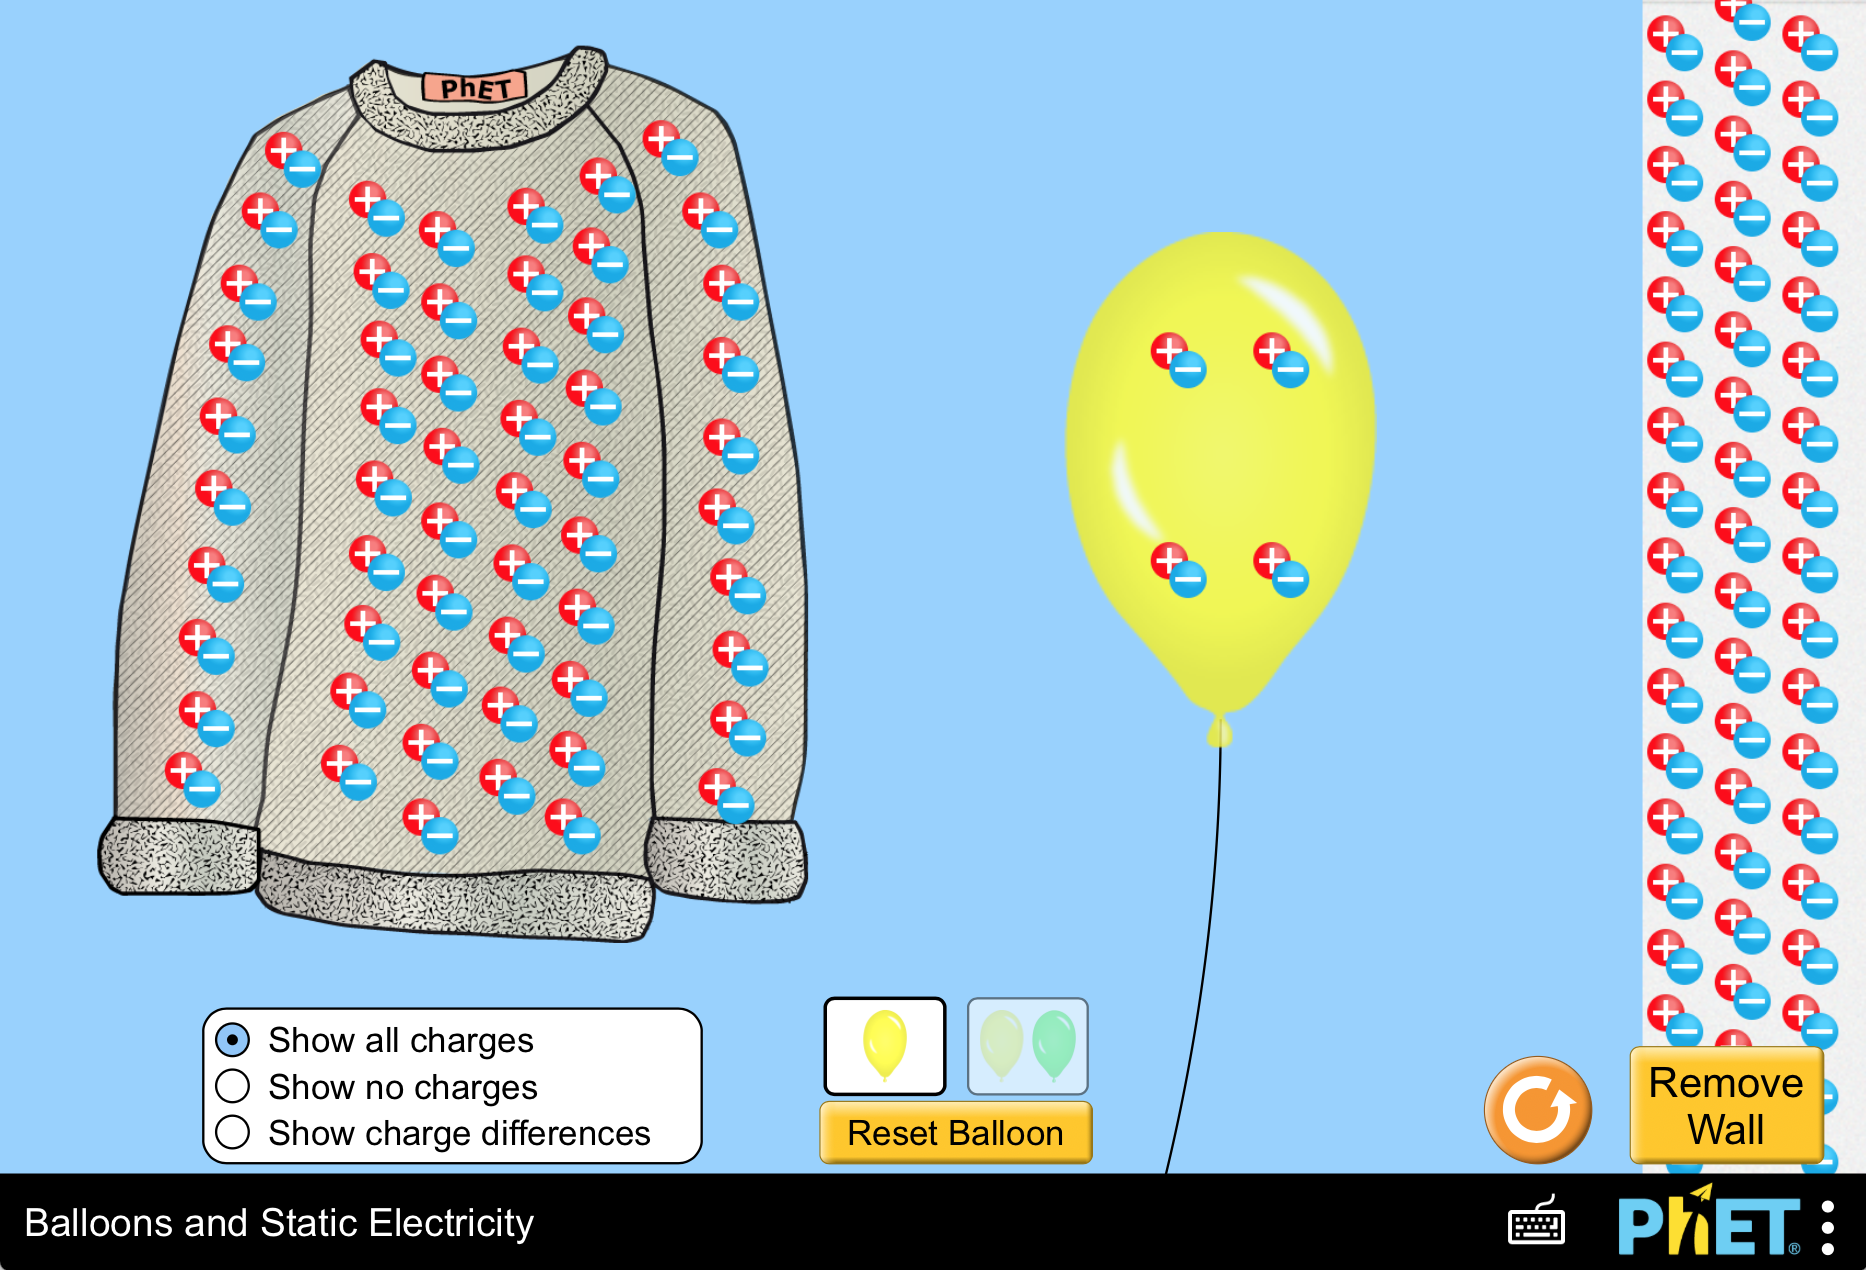 PhET
Show all charges
Show no charges
Show charge differences
Reset Balloon
Remove
Wall
Balloons and Static Electricity
PhET®